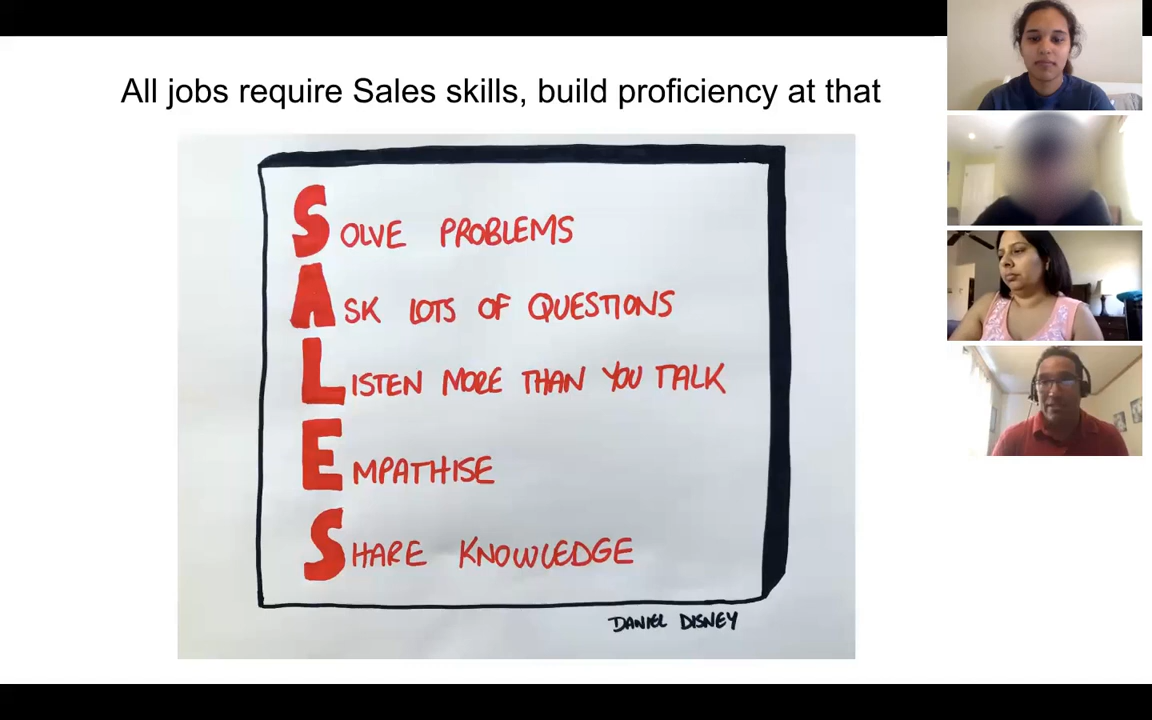 All jobs require Sales skills, build proficiency at that
SOLVE PROBLEMS
ASK LOTS OF QUESTIONS
LISTEN MORE THAN YOU TALK
EMPATHISE
SHARE KNOWLEDGE
DANIEL DISNEY